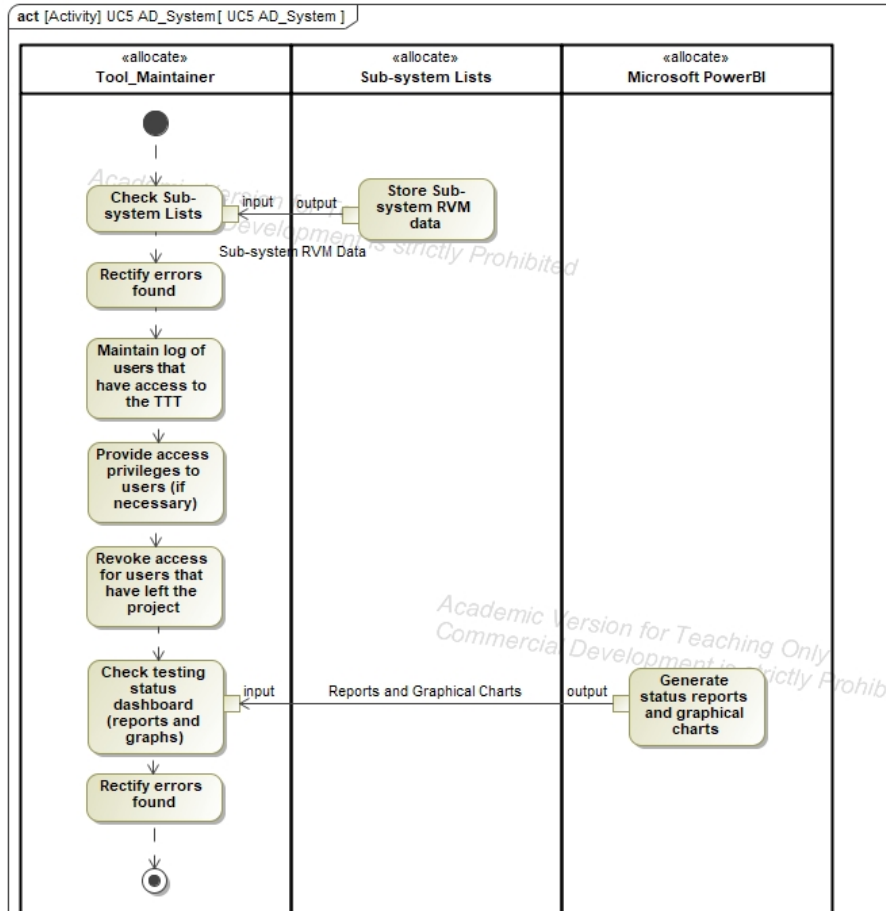 act [Activity] UC5 AD_System[ UC5 AD_System ]
«allocate»
Tool_Maintainer
«allocate»
Sub-system Lists
«allocate»
Microsoft PowerBI
Check Sub-
system Lists
input
output
Store Sub-
system RVM
data
Sub-system RVM Data
Rectify errors
found
Maintain log of
users that
have access to
the TTT
Provide access
privileges to
users (if
necessary)
Revoke access
for users that
have left the
project
Check testing
status
dashboard
(reports and
graphs)
input
Reports and Graphical Charts
output
Generate
status reports
and graphical
charts
Rectify errors
found
Academic Version for Teaching Only
Commercial Development is strictly Prohib
Development is strictly Prohibited